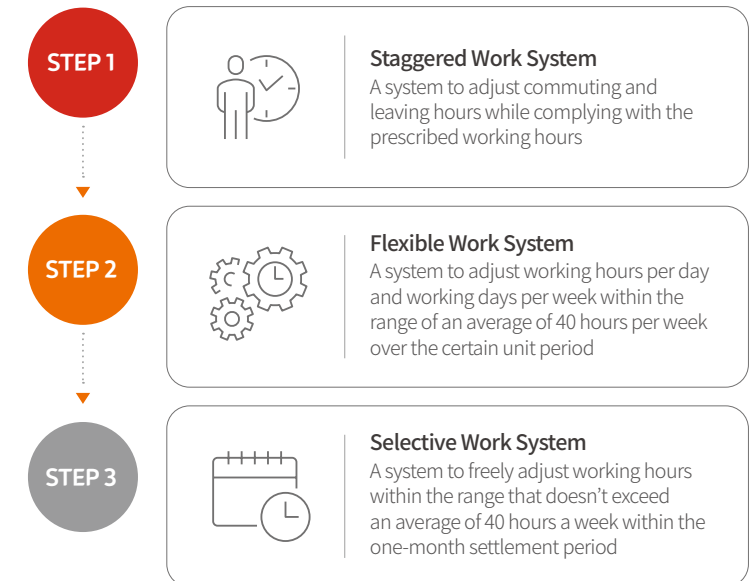 STEP 1
Staggered Work System
A system to adjust commuting and
leaving hours while complying with the
prescribed working hours
STEP 2
Flexible Work System
A system to adjust working hours per day
and working days per week within the
range of an average of 40 hours per week
over the certain unit period
STEP 3
Selective Work System
A system to freely adjust working hours
within the range that doesn’t exceed
an average of 40 hours a week within the
one-month settlement period